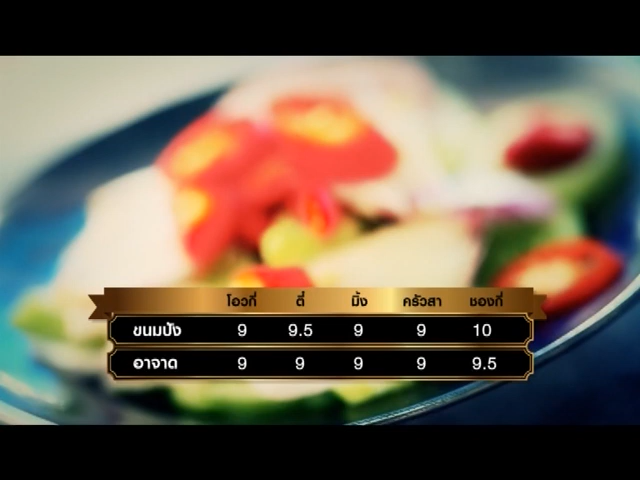 โอวกี่ ตี่ มิ้ง ครัวสา ชองกี่
ขนมปัง 9 9.5 9 9 10
อาจาด 9 9 9 9 9.5